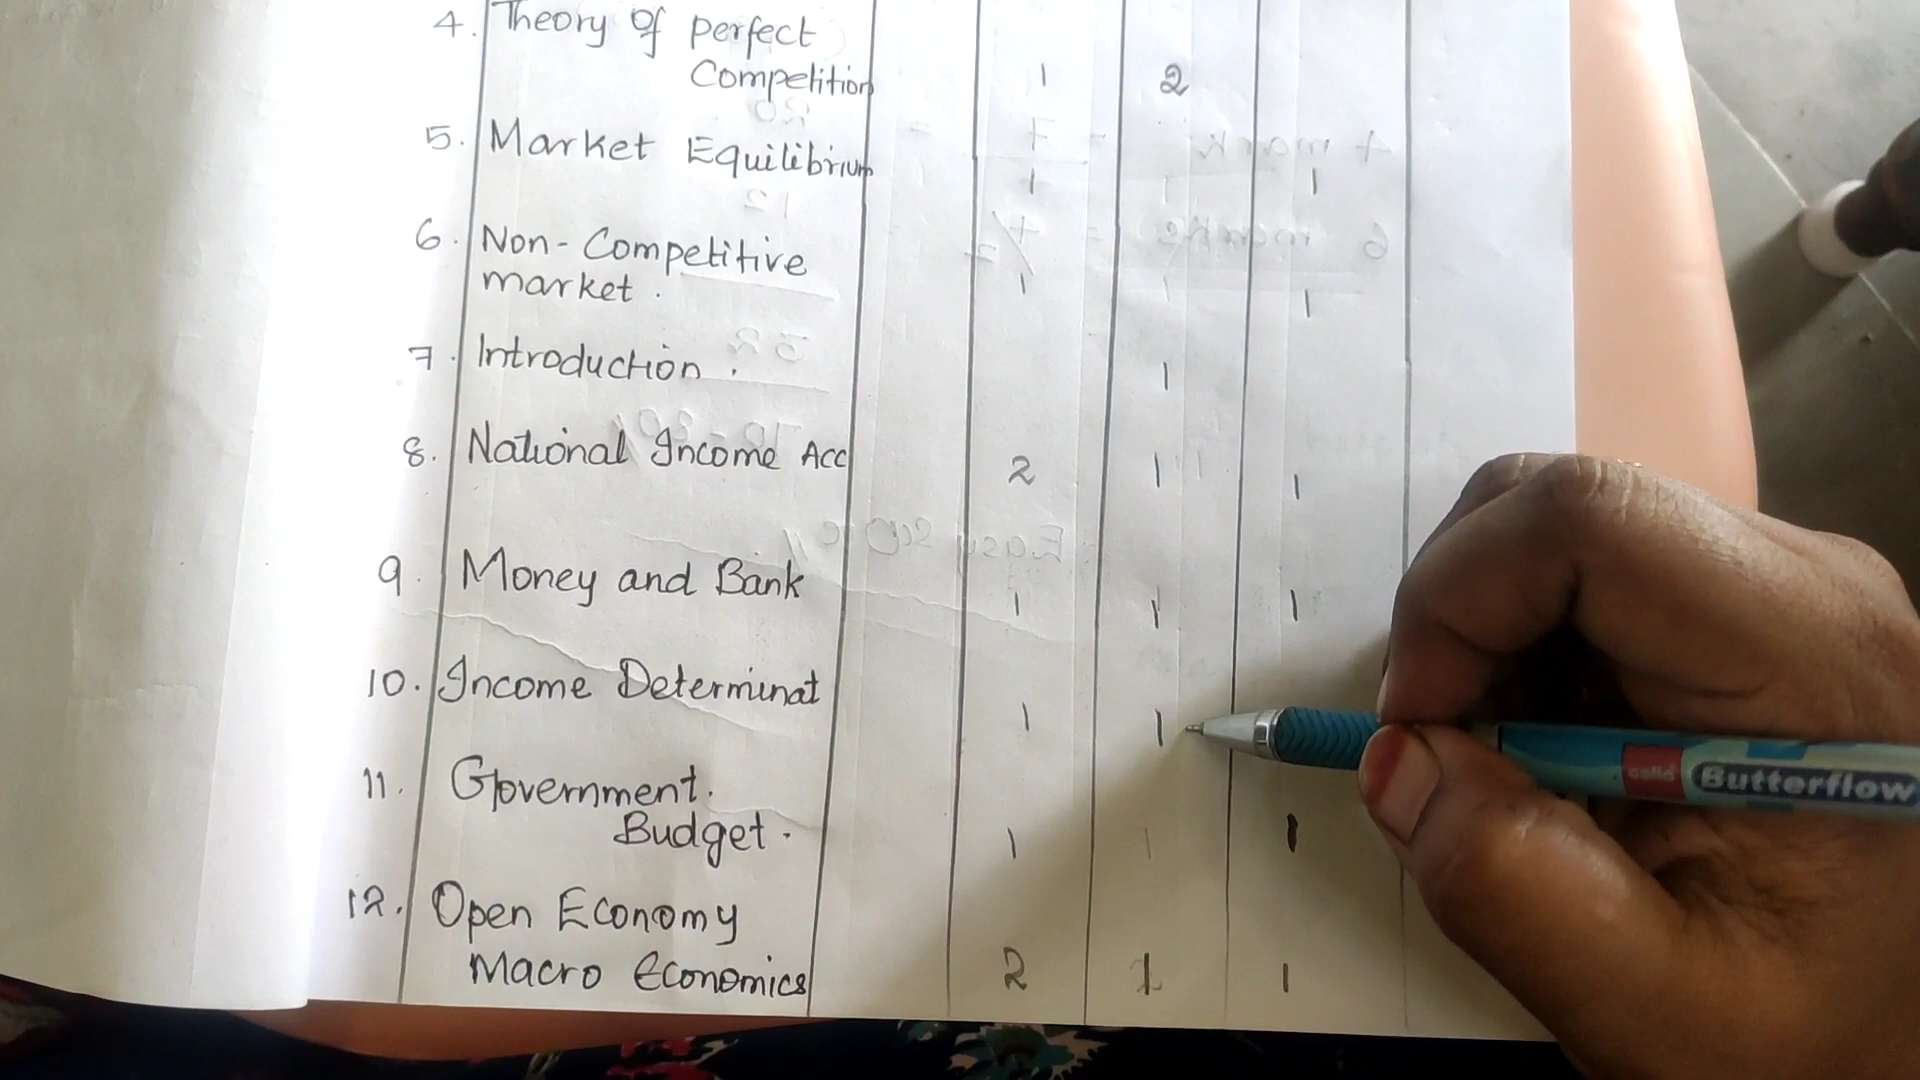 4. Theory Of perfect
Competition 1 2
5. Market Equilibrium
1 1 1
6. Non-Competitive
market. 1 1 1
7. Introduction. 1
8. National Income Acc
2 1 1
9. Money and Bank
1 1 1
10. Income Determinat
1 1
11. Government.
Budget. 1 1 1
12. Open Economy
Macro Economics 2 1 1
cello Butterflow